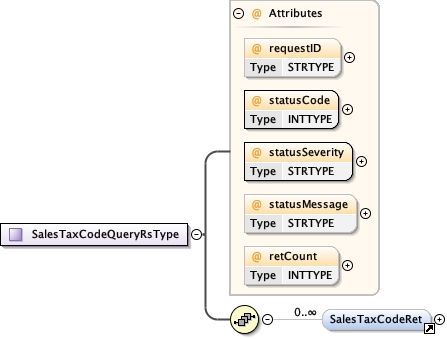 @ Attributes
@ requestID
Type STRTYPE
@ statusCode
Type INTTYPE
@ statusSeverity
Type STRTYPE
@ statusMessage
Type STRTYPE
SalesTaxCodeQueryRsType
@ retCount
Type INTTYPE
0..∞
SalesTaxCodeRet